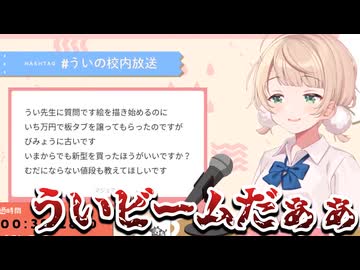 HASHTAG #ういの校内放送
うい先生に質問です絵を描き始めるのに
いち万円で板タブを譲ってもらったのですが
びみょうに古いです
いまからでも新型を買ったほうがいいですか？
むだにならない値段も教えてほしいです
過時間
ういビームだぁぁ